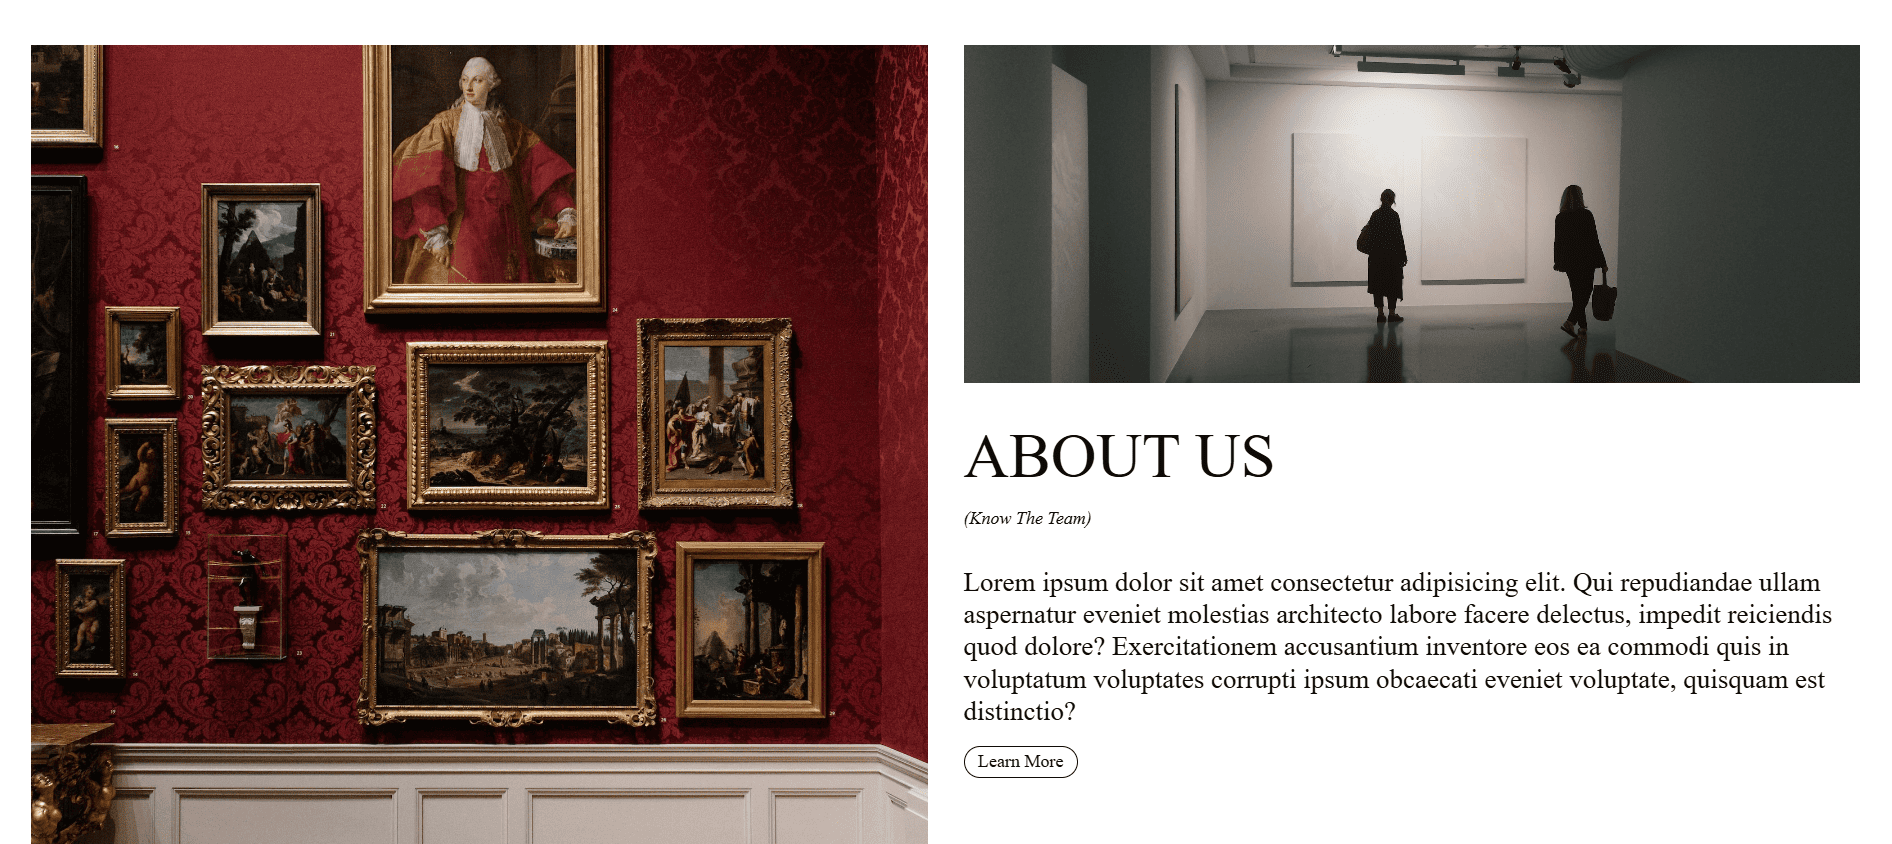 ABOUT US
(Know The Team)
Lorem ipsum dolor sit amet consectetur adipisicing elit. Qui repudiandae ullam
aspernatur eveniet molestias architecto labore facere delectus, impedit reiciendis
quod dolore? Exercitationem accusantium inventore eos ea commodi quis in
voluptatum voluptates corrupti ipsum obcaecati eveniet voluptate, quisquam est
distinctio?
Learn More